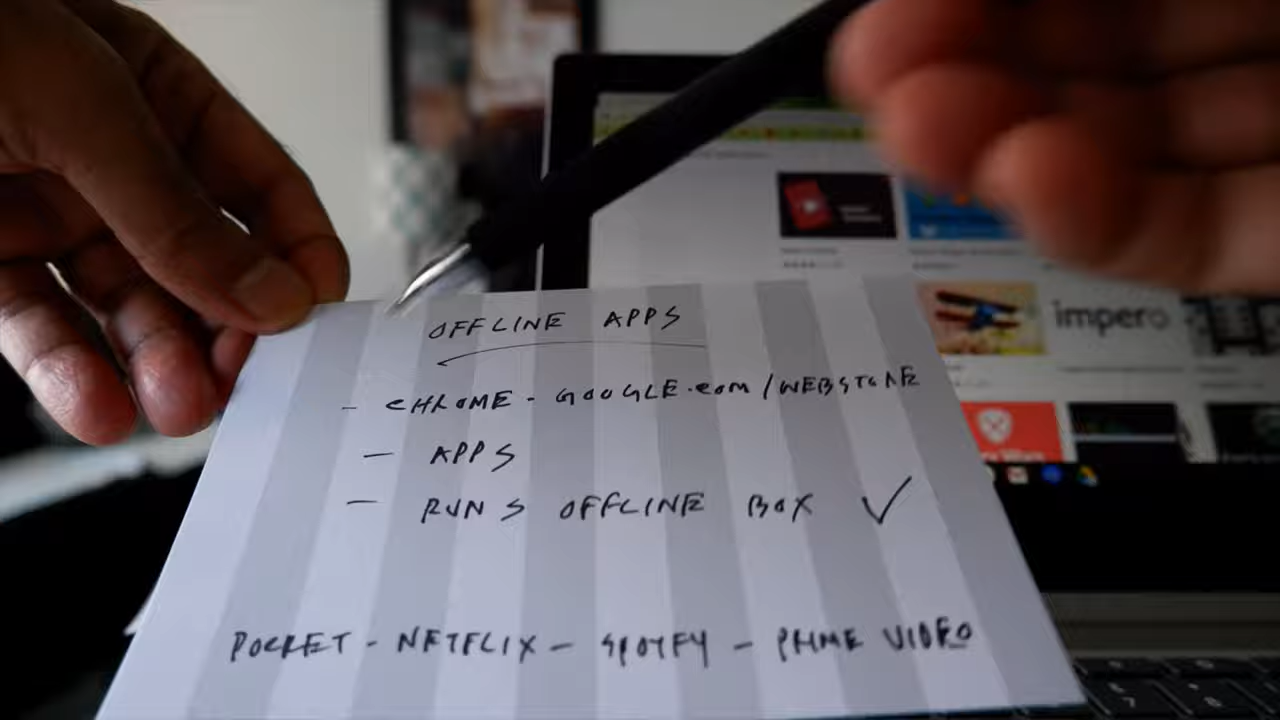 OFFLINE APPS
- CHROME.GOOGLE.COM/WEBSTORE
- APPS
- RUNS OFFLINE BOX ✓
POCKET - NETFLIX - SPOTFY - PRIME VIDEO
impero